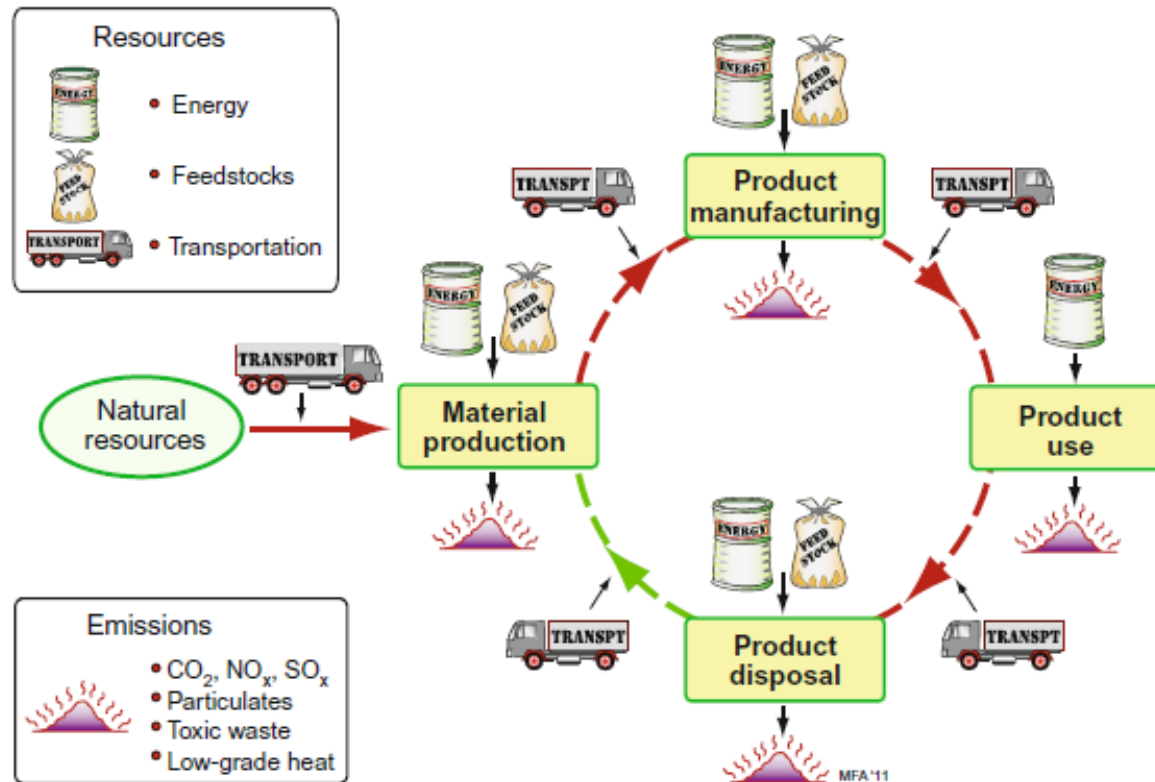 Resources
ENERGY
• Energy
FEED
STOCK
• Feedstocks
TRANSPORT
• Transportation
ENERGY
FEED
STOCK
TRANSPT
Product
manufacturing
TRANSPT
ENERGY
FEED
STOCK
ENERGY
TRANSPORT
Natural
resources
Material
production
Product
use
ENERGY
FEED
STOCK
TRANSPT
Product
disposal
TRANSPT
Emissions
• CO₂, NOₓ, SOₓ
• Particulates
• Toxic waste
• Low-grade heat
MFA '11